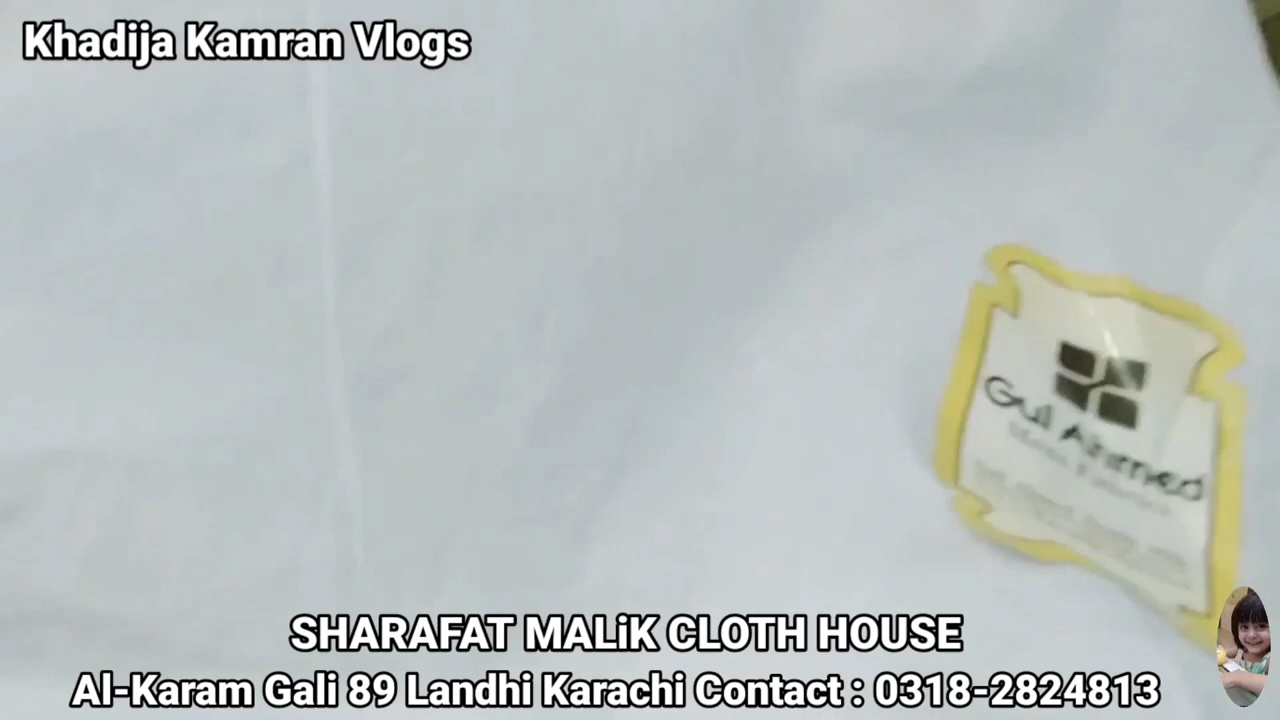 Khadija Kamran Vlogs
Gul Ahmed
SHARAFAT MALiK CLOTH HOUSE
Al-Karam Gali 89 Landhi Karachi Contact : 0318-2824813